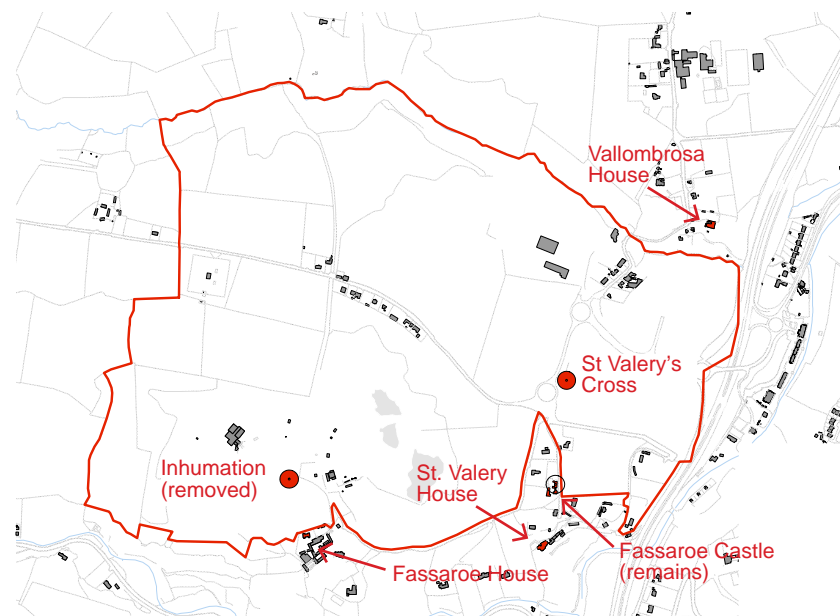 Vallombrosa
House
St Valery's
Cross
Inhumation
(removed)
St. Valery
House
Fassaroe Castle
(remains)
Fassaroe House